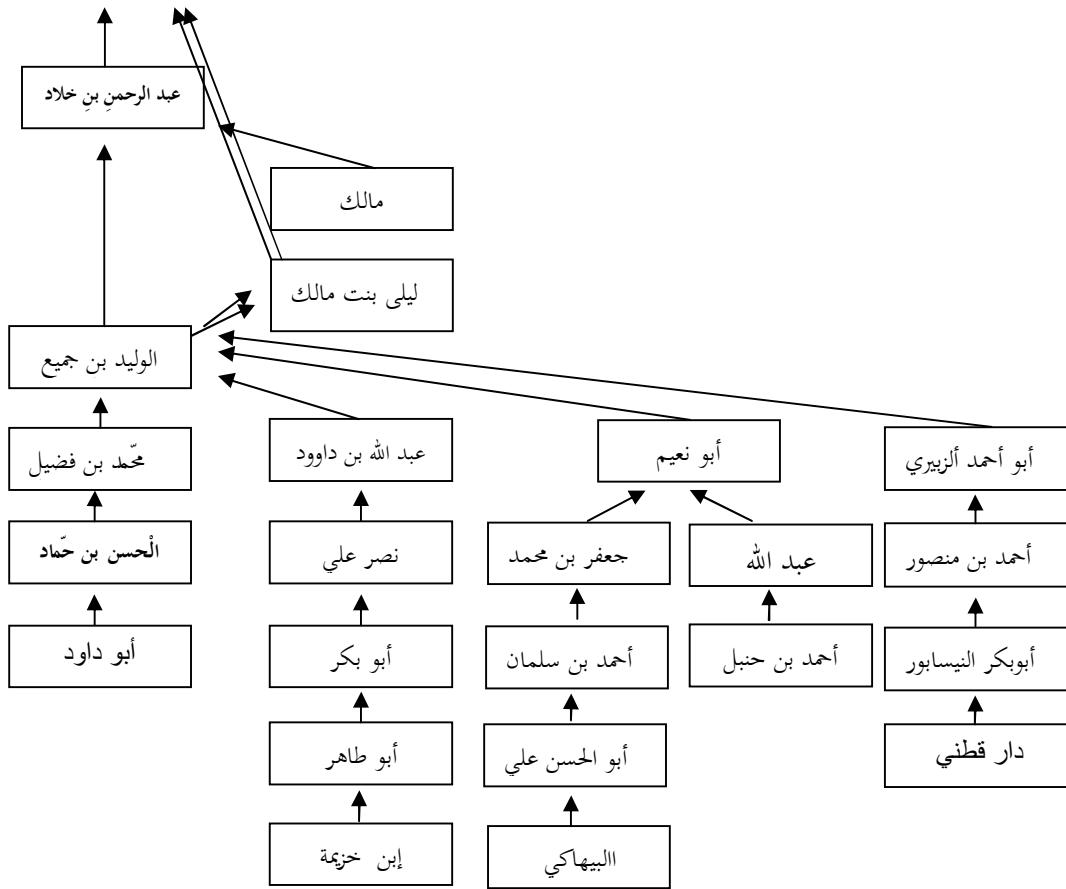 عبد الرحمنِ بنِ خلاد
مالك
ليلى بنت مالك
الوليد بن جميع
عبد الله بن داوود
أبو نعيم
أبو أحمد ألزبيري
محّمد بن فضيل
الْحسن بن حّماد
نصر علي
جعفر بن محمد
عبد الله
أحمد بن منصور
أبو داود
أبو بكر
أحمد بن سلمان
أحمد بن حنبل
أبوبكر النيسابور
أبو طاهر
أبو الحسن علي
دار قطني
إبن خزيمة
االبيهاكي